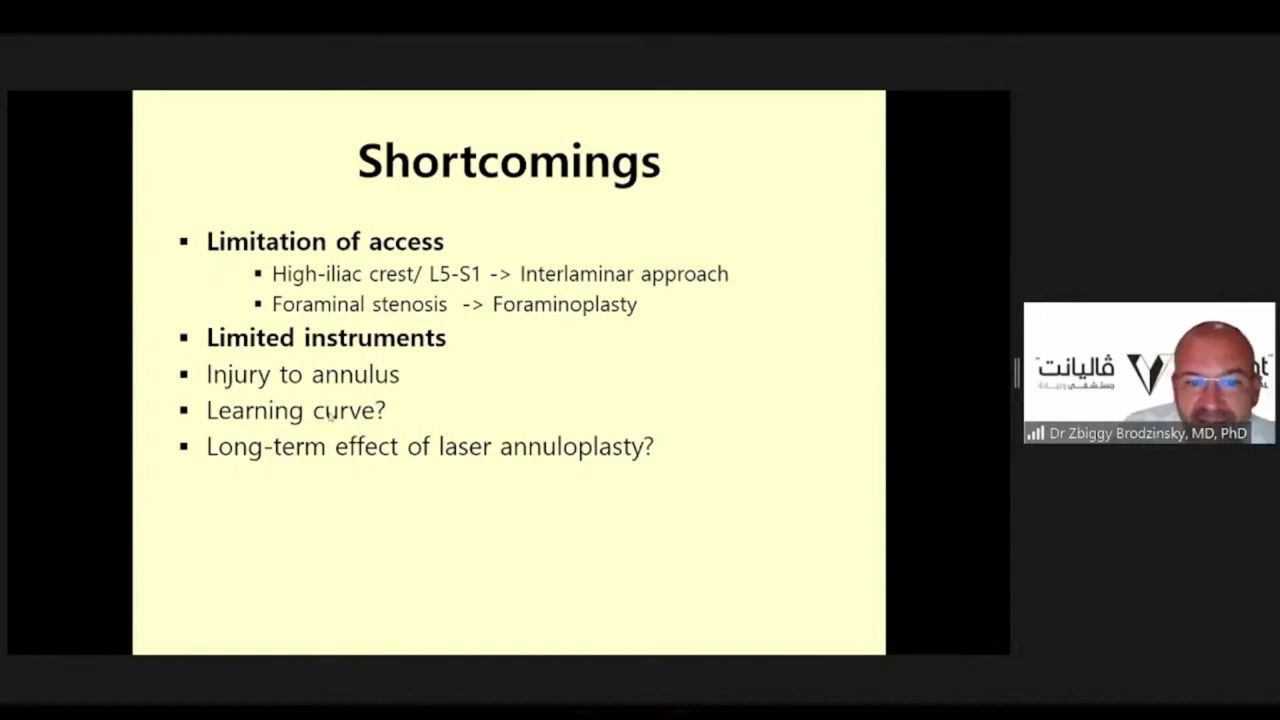 Shortcomings
▪ Limitation of access
▪ High-iliac crest/ L5-S1 -> Interlaminar approach
▪ Foraminal stenosis -> Foraminoplasty
▪ Limited instruments
▪ Injury to annulus
▪ Learning curve?
▪ Long-term effect of laser annuloplasty?
ڤاليانت
Dr Zbiggy Brodzinsky, MD, PhD